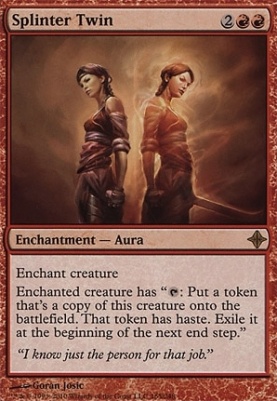 Splinter Twin 2
Enchantment — Aura
Enchant creature
Enchanted creature has “: Put a token
that’s a copy of this creature onto the
battlefield. That token has haste. Exile it
at the beginning of the next end step.”
“I know just the person for that job.”
Goran Josic